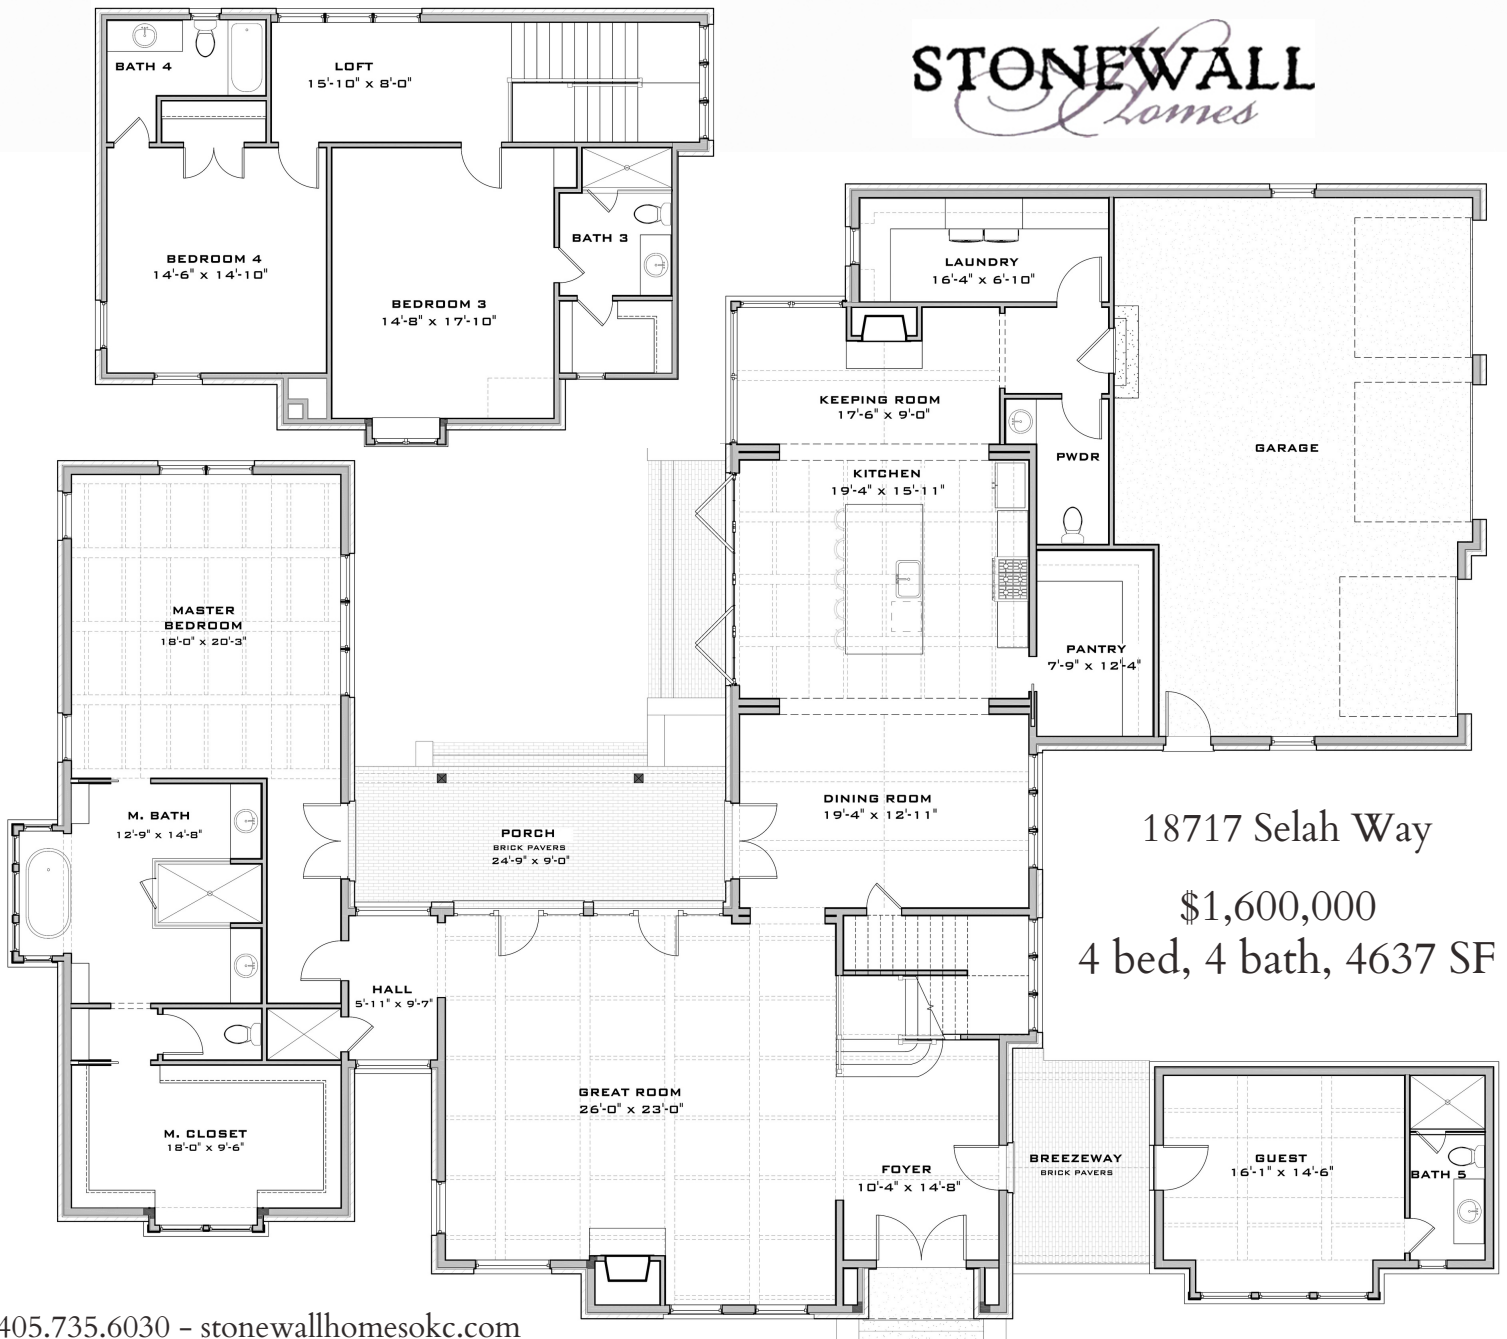 STONEWALL
Homes
BATH 4
LOFT
15'-10" x 8'-0"
BEDROOM 4
14'-6" x 14'-10"
BEDROOM 3
14'-8" x 17'-10"
BATH 3
LAUNDRY
16'-4" x 6'-10"
KEEPING ROOM
17'-6" x 9'-0"
PWDR
GARAGE
KITCHEN
19'-4" x 15'-11"
PANTRY
7'-9" x 12'-4"
MASTER
BEDROOM
18'-0" x 20'-3"
M. BATH
12'-9" x 14'-8"
PORCH
BRICK PAVERS
24'-9" x 9'-0"
DINING ROOM
19'-4" x 12'-11"
18717 Selah Way
$1,600,000
4 bed, 4 bath, 4637 SF
HALL
5'-11" x 9'-7"
GREAT ROOM
26'-0" x 23'-0"
M. CLOSET
18'-0" x 9'-6"
FOYER
10'-4" x 14'-8"
BREEZEWAY
BRICK PAVERS
GUEST
16'-1" x 14'-6"
BATH 5
405.735.6030 - stonewallhomesokc.com